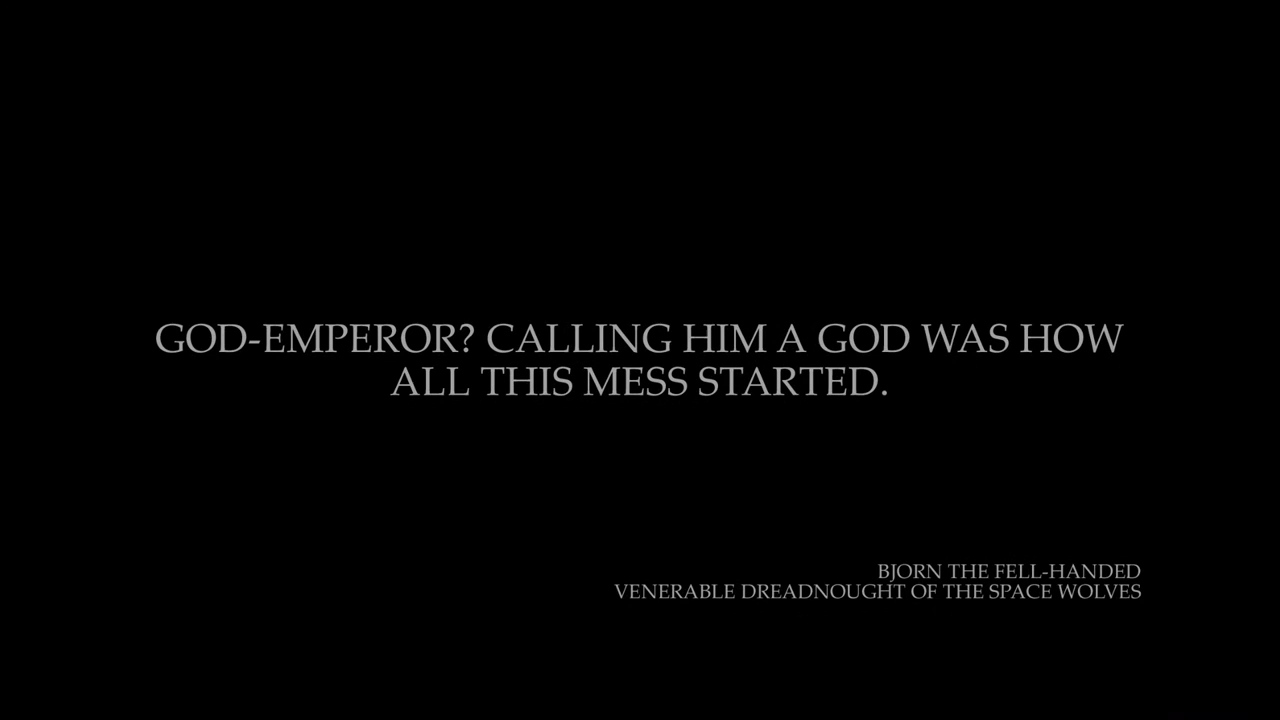 GOD-EMPEROR? CALLING HIM A GOD WAS HOW
ALL THIS MESS STARTED.
BJORN THE FELL-HANDED
VENERABLE DREADNOUGHT OF THE SPACE WOLVES